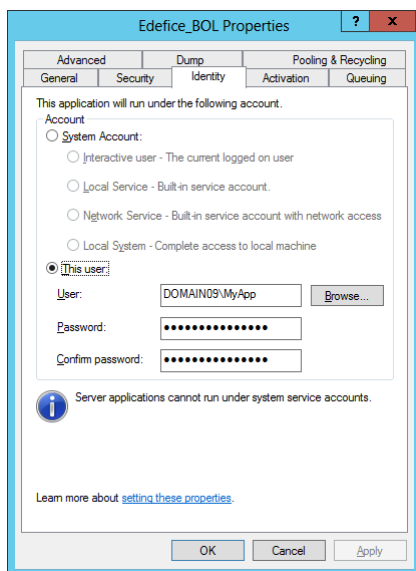 Edefice_BOL Properties
? x
Advanced Dump Pooling & Recycling
General Security Identity Activation Queuing
This application will run under the following account.
Account
System Account:
Interactive user - The current logged on user
Local Service - Built-in service account.
Network Service - Built-in service account with network access
Local System - Complete access to local machine
This user:
User: DOMAIN09\MyApp Browse...
Password: •••••••••••••••
Confirm password: •••••••••••••••
Server applications cannot run under system service accounts.
Learn more about setting these properties.
OK Cancel Apply